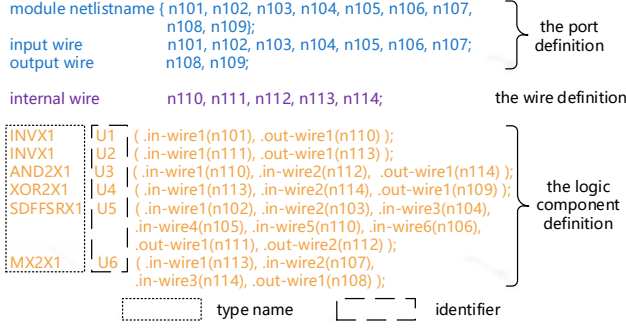 module netlistname { n101, n102, n103, n104, n105, n106, n107,
n108, n109};
input wire n101, n102, n103, n104, n105, n106, n107;
output wire n108, n109;
the port
definition
internal wire n110, n111, n112, n113, n114;
the wire definition
INVX1 U1 ( .in-wire1(n101), .out-wire1(n110) );
INVX1 U2 ( .in-wire1(n111), .out-wire1(n113) );
AND2X1 U3 ( .in-wire1(n110), .in-wire2(n112), .out-wire1(n114) );
XOR2X1 U4 ( .in-wire1(n113), .in-wire2(n114), .out-wire1(n109) );
SDFFSRX1 U5 ( .in-wire1(n102), .in-wire2(n103), .in-wire3(n104),
.in-wire4(n105), .in-wire5(n110), .in-wire6(n106),
.out-wire1(n111), .out-wire2(n112) );
MX2X1 U6 ( .in-wire1(n113), .in-wire2(n107),
.in-wire3(n114), .out-wire1(n108) );
the logic
component
definition
type name
identifier